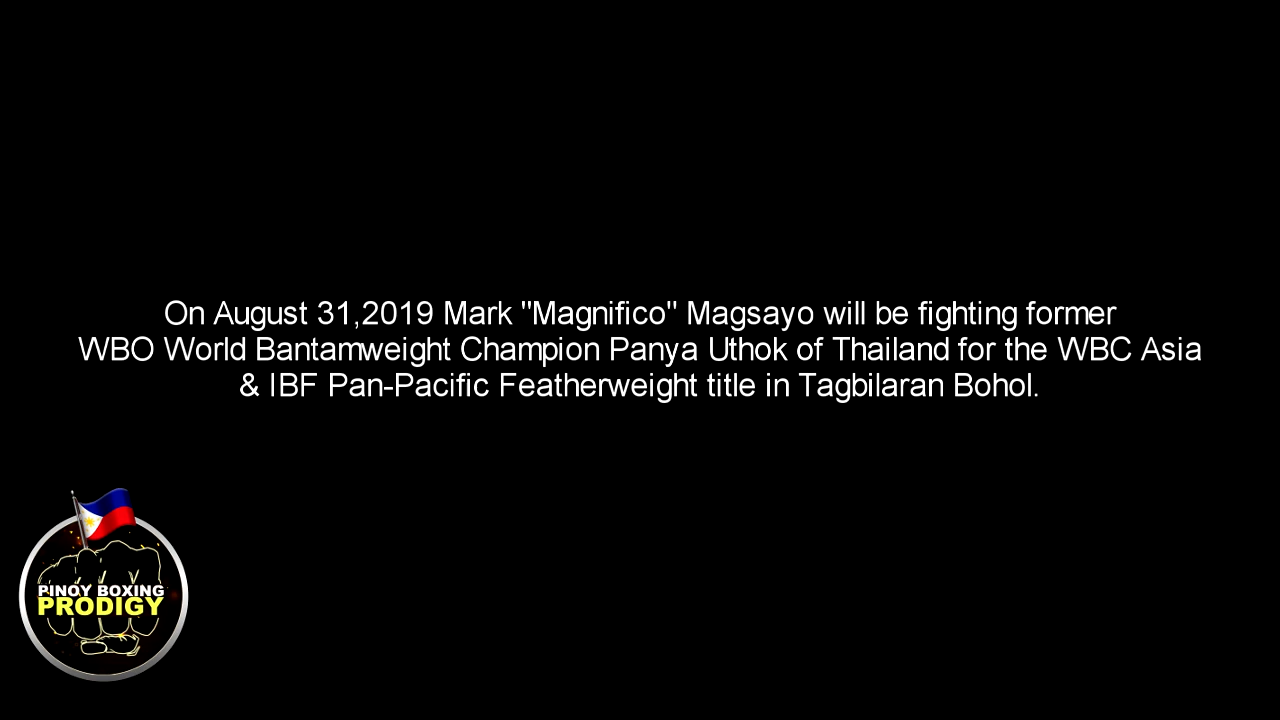 On August 31,2019 Mark "Magnifico" Magsayo will be fighting former
WBO World Bantamweight Champion Panya Uthok of Thailand for the WBC Asia
& IBF Pan-Pacific Featherweight title in Tagbilaran Bohol.
PINOY BOXING
PRODIGY